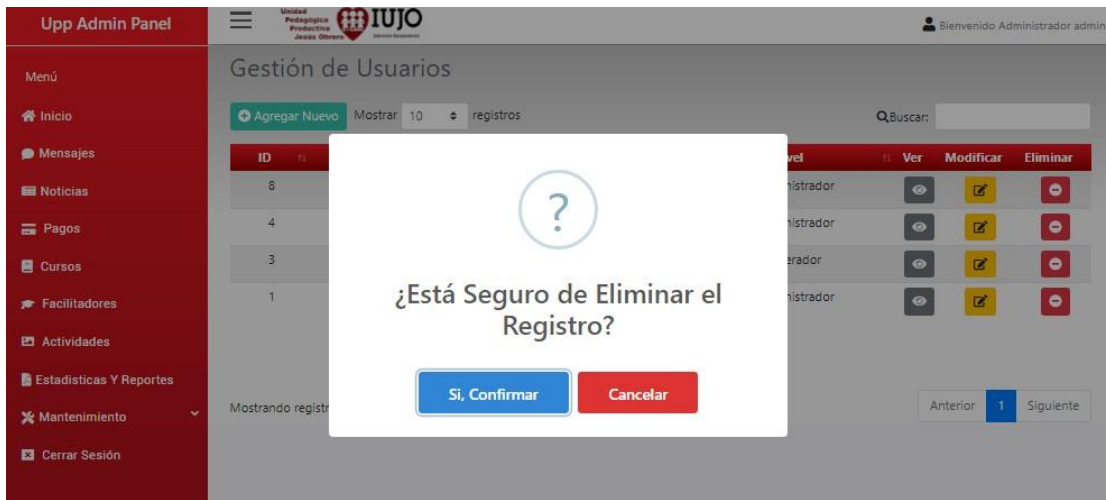 Upp Admin Panel
Unidad
Pedagógica
Productiva
Jesús Obrero
IUJO
Bienvenido Administrador admin
Menú
Inicio
Mensajes
Noticias
Pagos
Cursos
Facilitadores
Actividades
Estadisticas Y Reportes
Mantenimiento
Cerrar Sesión
Gestión de Usuarios
Agregar Nuevo Mostrar 10 registros Buscar:
ID vel Ver Modificar Eliminar
8 nistrador
4 nistrador
3 erador
1 nistrador
?
¿Está Seguro de Eliminar el
Registro?
Si, Confirmar Cancelar
Mostrando registr Anterior 1 Siguiente